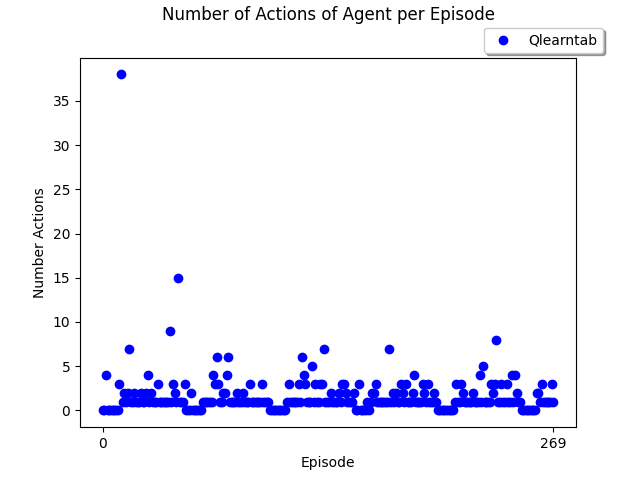 Number of Actions of Agent per Episode
Qlearntab
35
30
25
20
15
10
5
0
Number Actions
0 269
Episode